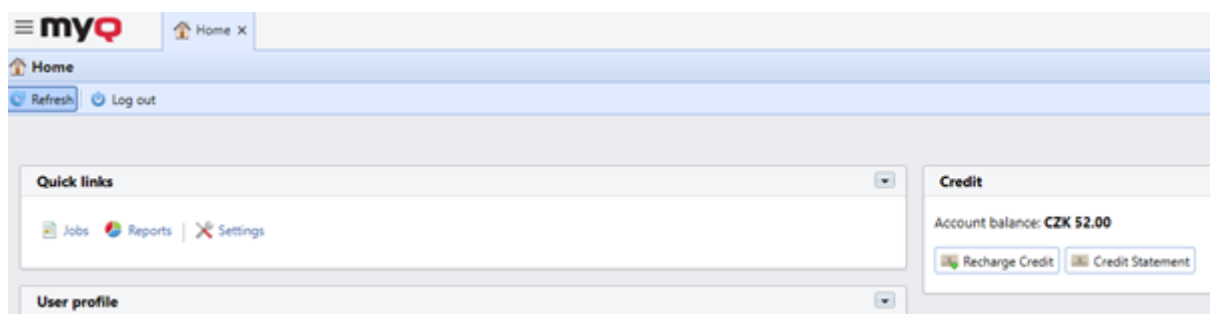 myQ Home
Home
Refresh Log out
Quick links
Jobs Reports | Settings
User profile
Credit
Account balance: CZK 52.00
Recharge Credit Credit Statement